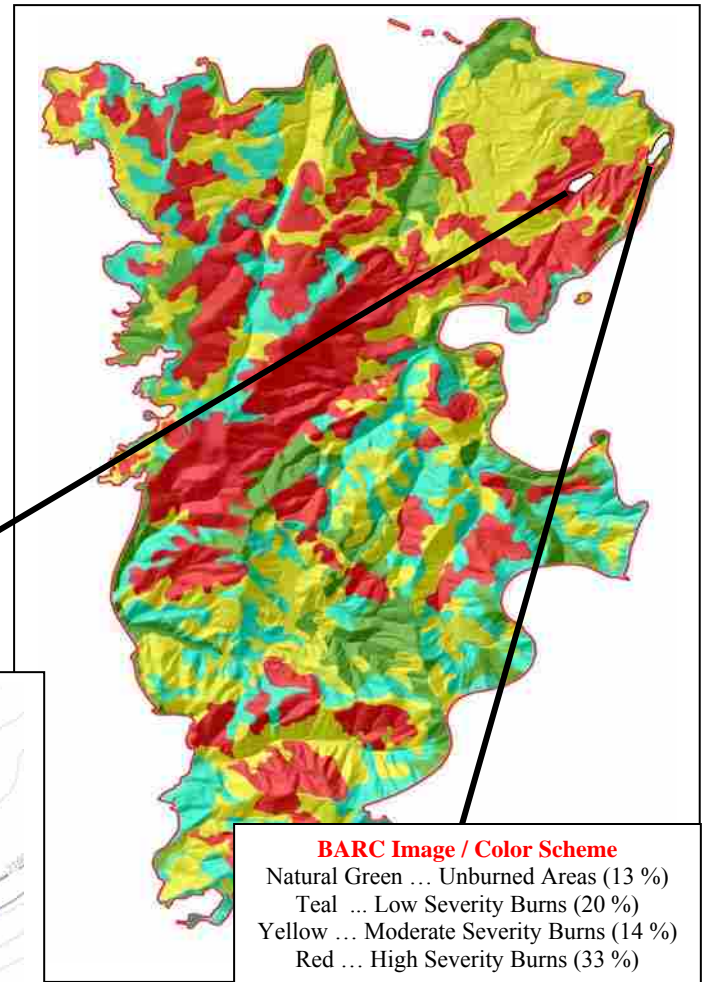 BARC Image / Color Scheme
Natural Green … Unburned Areas (13 %)
Teal ... Low Severity Burns (20 %)
Yellow … Moderate Severity Burns (14 %)
Red … High Severity Burns (33 %)